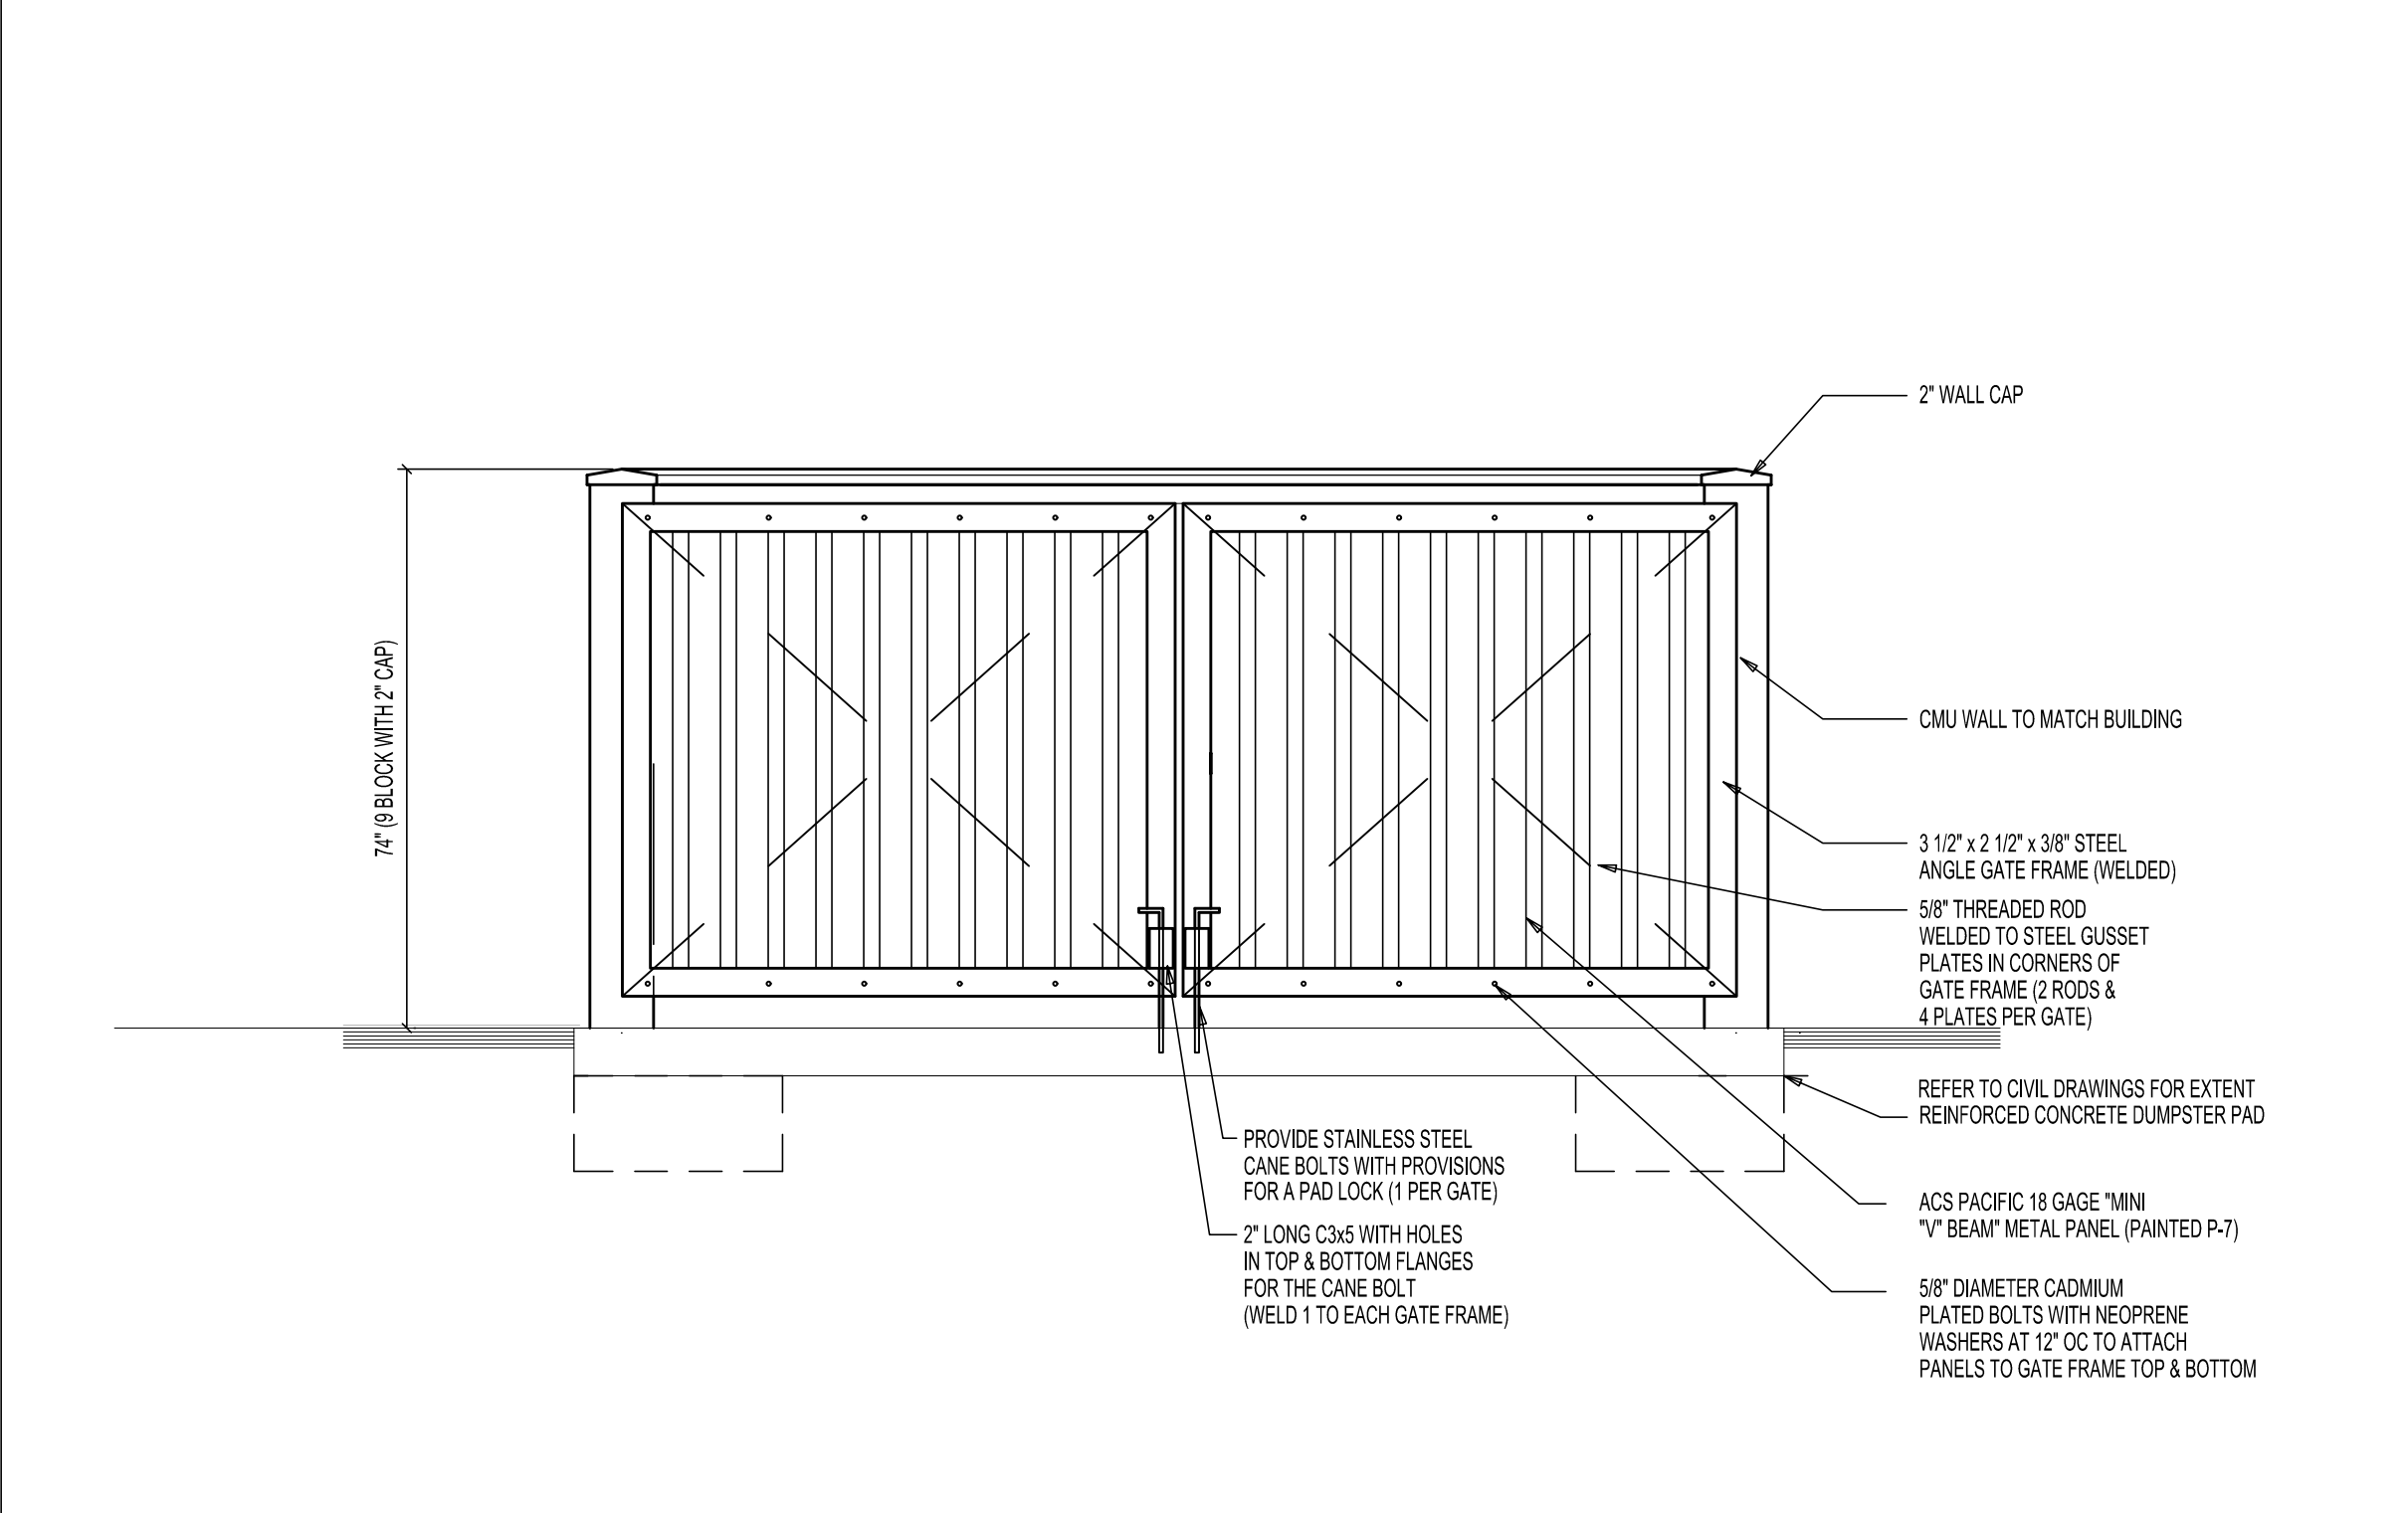 2" WALL CAP
74" (9 BLOCK WITH 2" CAP)
CMU WALL TO MATCH BUILDING
3 1/2" x 2 1/2" x 3/8" STEEL
ANGLE GATE FRAME (WELDED)
5/8" THREADED ROD
WELDED TO STEEL GUSSET
PLATES IN CORNERS OF
GATE FRAME (2 RODS &
4 PLATES PER GATE)
REFER TO CIVIL DRAWINGS FOR EXTENT
REINFORCED CONCRETE DUMPSTER PAD
PROVIDE STAINLESS STEEL
CANE BOLTS WITH PROVISIONS
FOR A PAD LOCK (1 PER GATE)
2" LONG C3x5 WITH HOLES
IN TOP & BOTTOM FLANGES
FOR THE CANE BOLT
(WELD 1 TO EACH GATE FRAME)
ACS PACIFIC 18 GAGE "MINI
"V" BEAM" METAL PANEL (PAINTED P-7)
5/8" DIAMETER CADMIUM
PLATED BOLTS WITH NEOPRENE
WASHERS AT 12" OC TO ATTACH
PANELS TO GATE FRAME TOP & BOTTOM